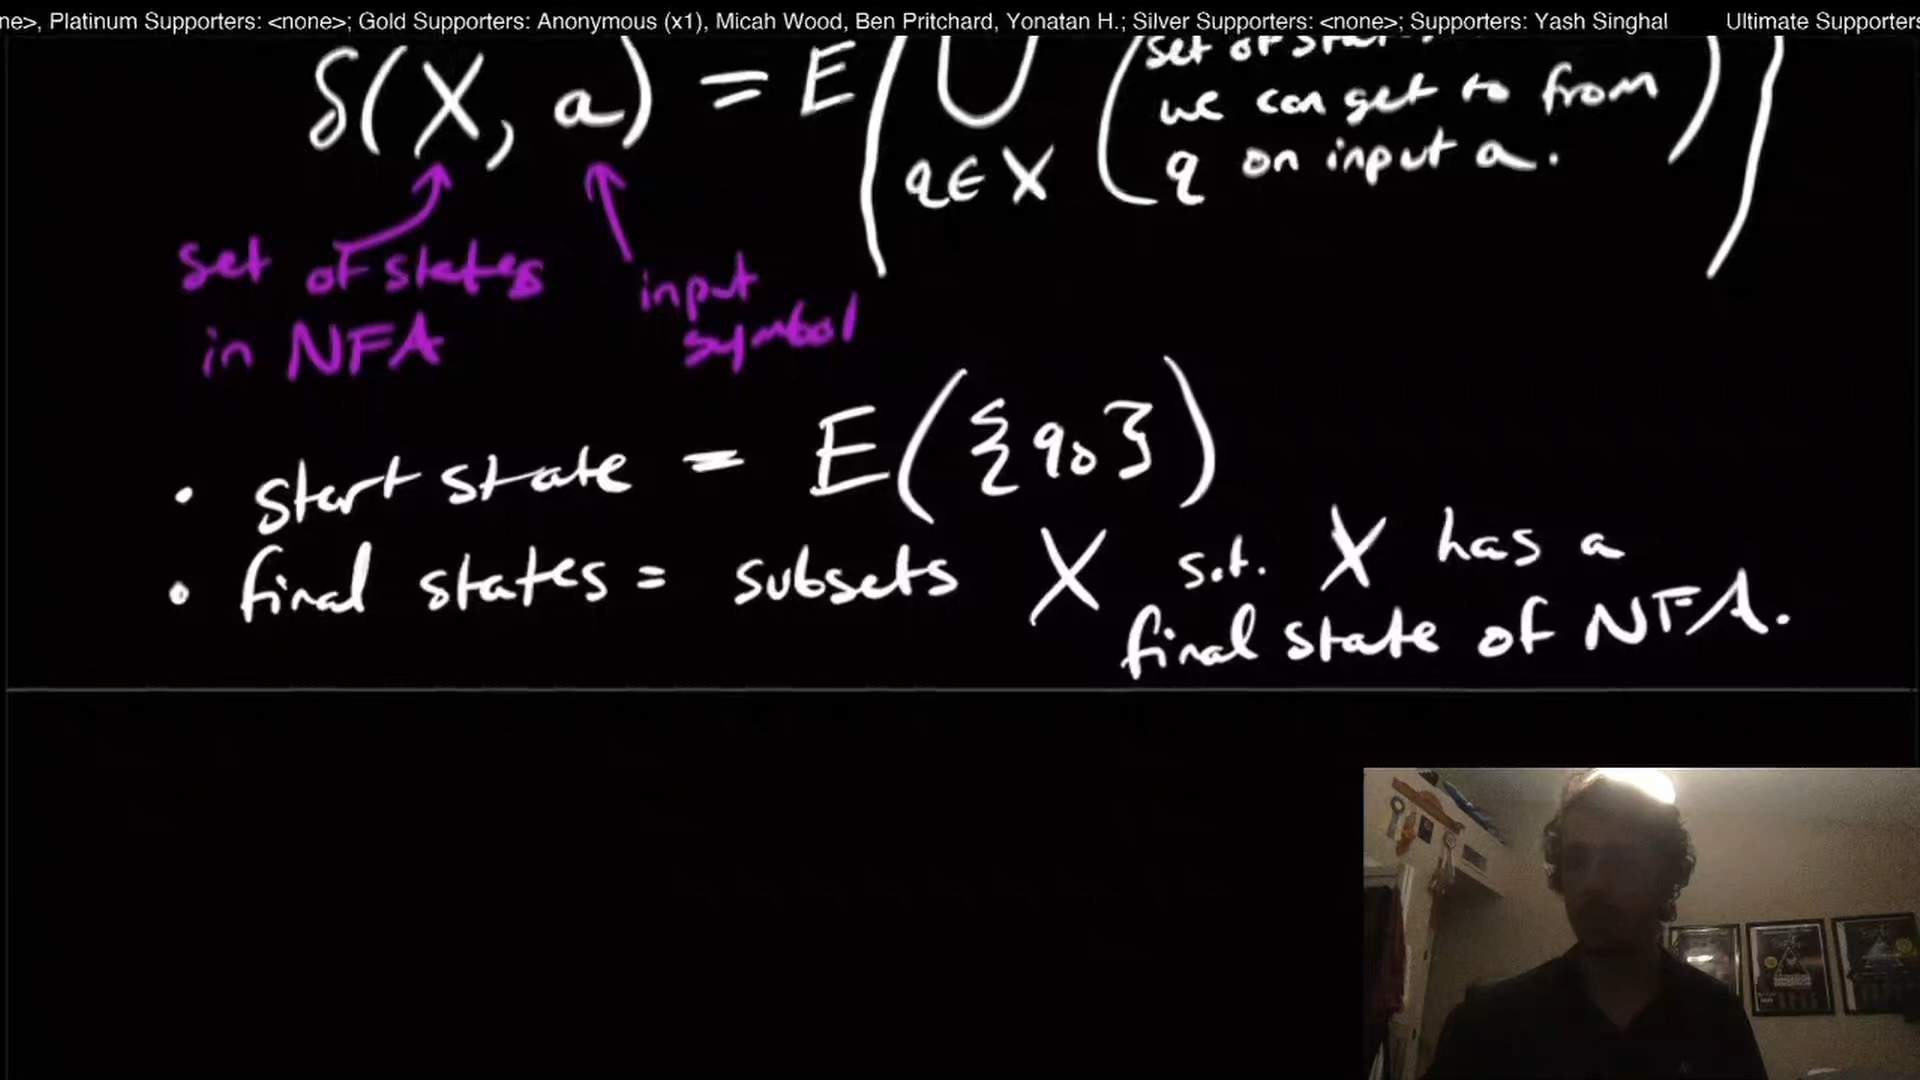 ne>, Platinum Supporters: <none>; Gold Supporters: Anonymous (x1), Micah Wood, Ben Pritchard, Yonatan H.; Silver Supporters: <none>; Supporters: Yash Singhal Ultimate Supporters
set of
δ(X, a) = E(⋃ (we can get to from
q∈X q on input a.))
set of states input
in NFA symbol
• start state = E({q₀})
• final states = subsets X s.t. X has a
final state of NFA.